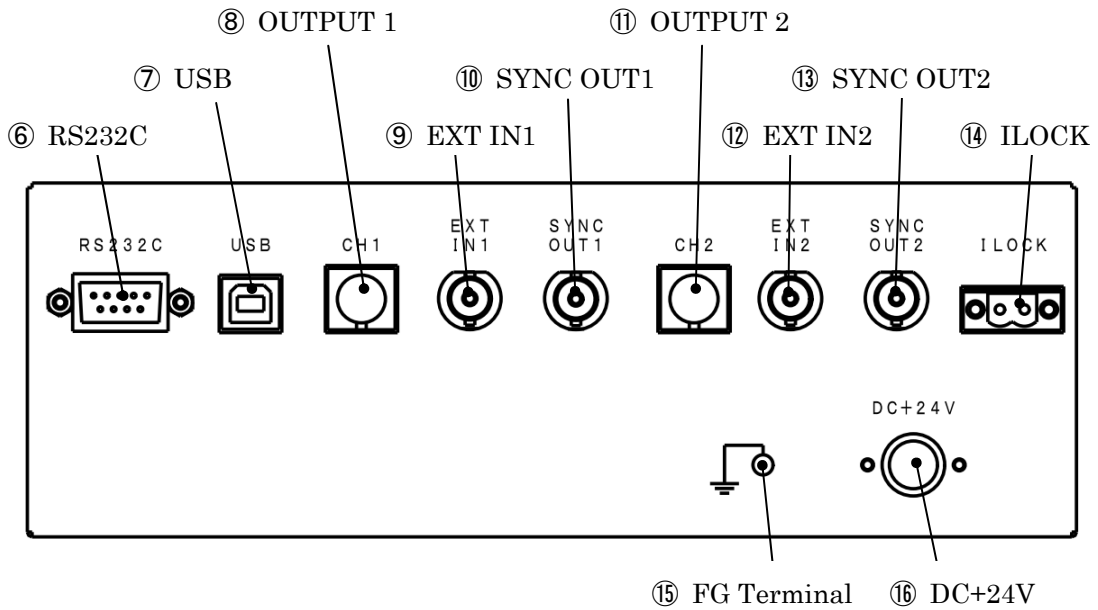 ⑧ OUTPUT 1
⑪ OUTPUT 2
⑦ USB
⑩ SYNC OUT1
⑬ SYNC OUT2
⑥ RS232C
⑨ EXT IN1
⑫ EXT IN2
⑭ ILOCK
RS232C
USB
CH1
EXT
IN1
SYNC
OUT1
CH2
EXT
IN2
SYNC
OUT2
ILOCK
DC+24V
⑮ FG Terminal
⑯ DC+24V